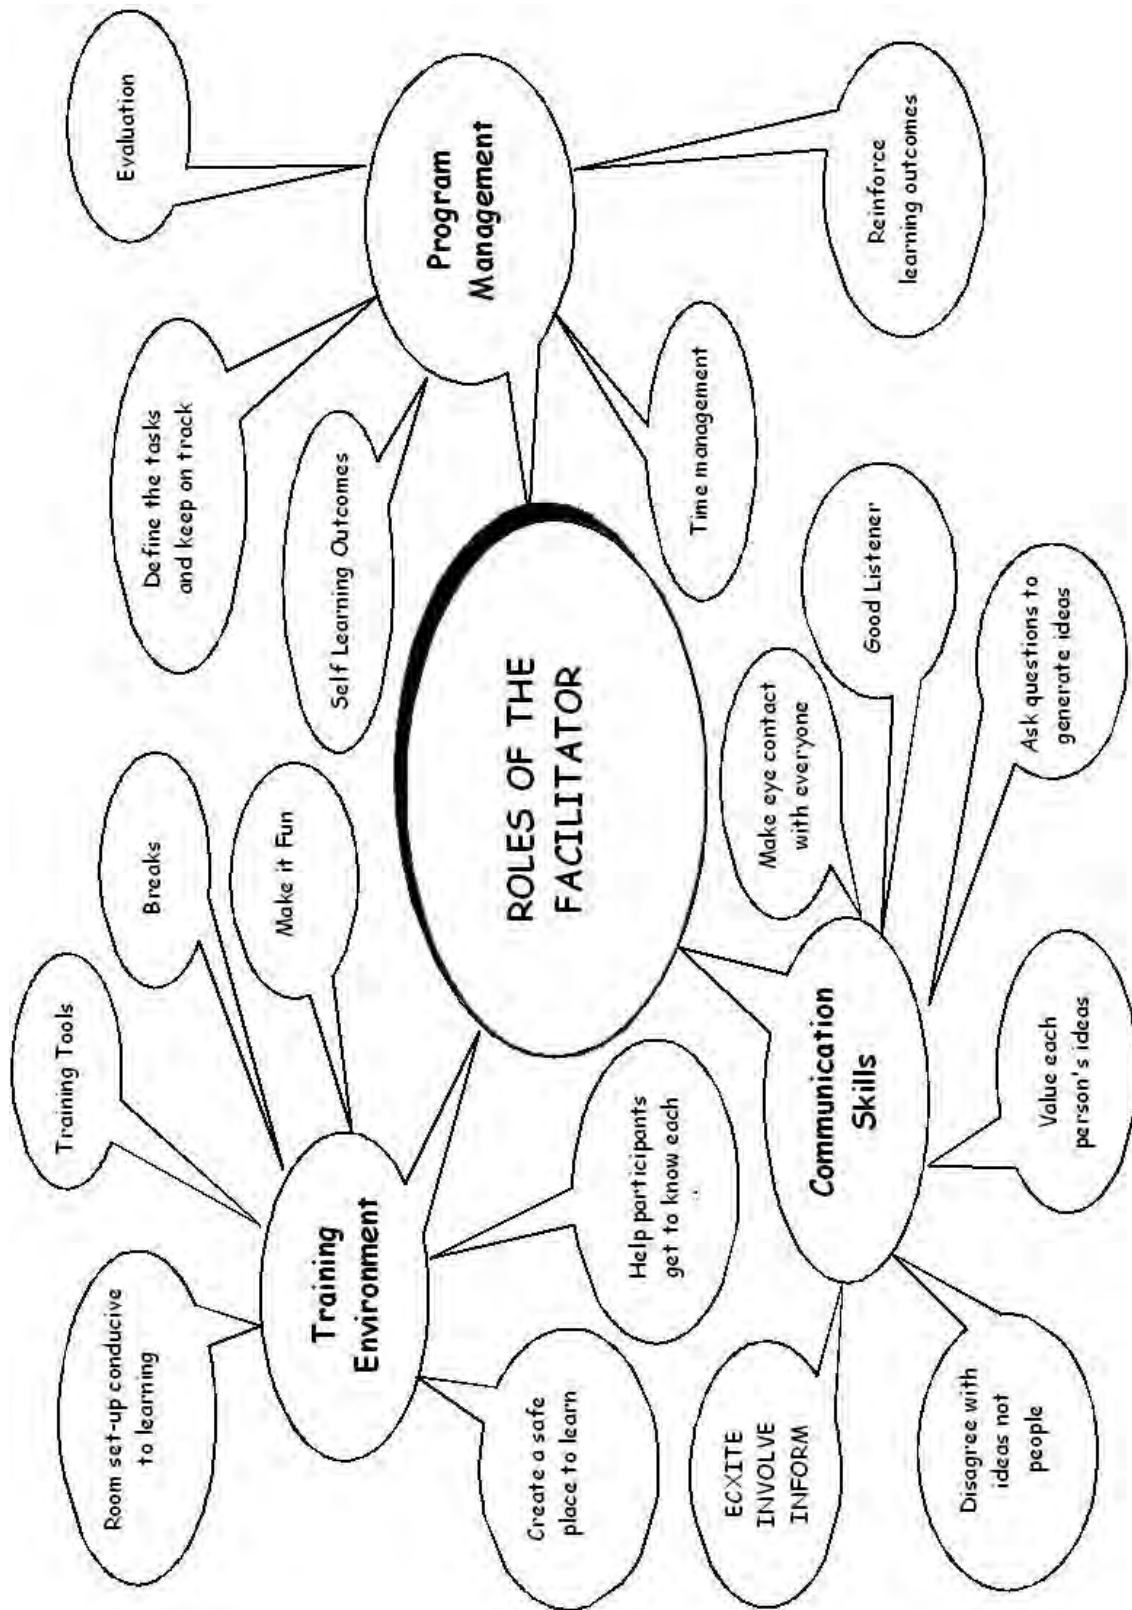 Room set-up conducive
to learning
Training Tools
Breaks
Make it Fun
Training
Environment
Create a safe
place to learn
Help participants
get to know each
Define the tasks
and keep on track
Evaluation
Self Learning Outcomes
Program
Management
Time management
Reinforce
learning outcomes
ROLES OF THE
FACILITATOR
ECXITE
INVOLVE
INFORM
Communication
Skills
Make eye contact
with everyone
Good Listener
Ask questions to
generate ideas
Value each
person's ideas
Disagree with
ideas not
people